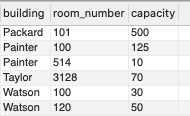 building room_number capacity
Packard 101 500
Painter 100 125
Painter 514 10
Taylor 3128 70
Watson 100 30
Watson 120 50